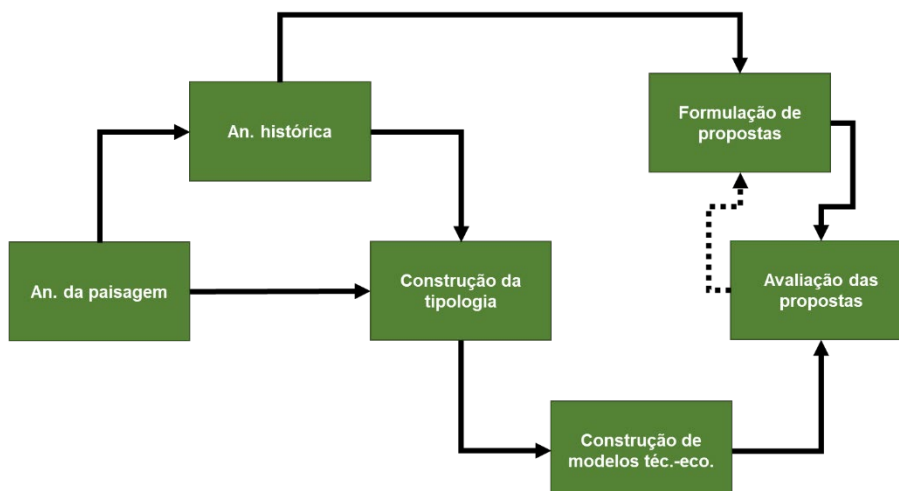 An. histórica
Formulação de
propostas
An. da paisagem
Construção da
tipologia
Avaliação das
propostas
Construção de
modelos téc.-eco.